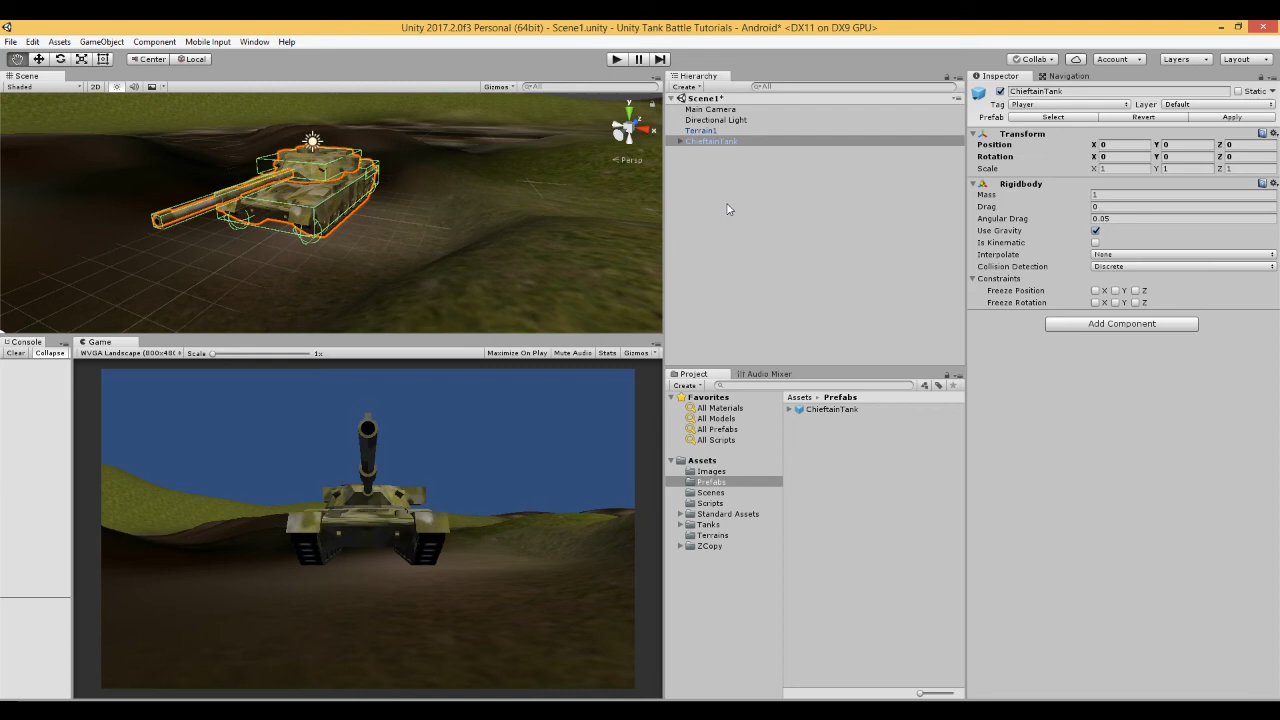 Unity 2017.2.0f3 Personal (64bit) - Scene1.unity - Unity Tank Battle Tutorials - Android* <DX11 on DX9 GPU>
File Edit Assets GameObject Component Mobile Input Window Help
Center Local Collab Account Layers Layout
Scene
Shaded 2D Gizmos All
y
x
z
Persp
Console
Clear Collapse
Game
WVGA Landscape (800x480 Scale 1x Maximize On Play Mute Audio Stats Gizmos
Hierarchy
Create All
Scene1*
Main Camera
Directional Light
Terrain1
ChieftainTank
Project Audio Mixer
Create
Favorites
All Materials
All Models
All Prefabs
All Scripts
Assets
Images
Prefabs
Scenes
Scripts
Standard Assets
Tanks
Terrains
ZCopy
Assets Prefabs
ChieftainTank
Inspector Navigation
ChieftainTank Static
Tag Player Layer Default
Prefab Select Revert Apply
Transform
Position X 0 Y 0 Z 0
Rotation X 0 Y 0 Z 0
Scale X 1 Y 1 Z 1
Rigidbody
Mass 1
Drag 0
Angular Drag 0.05
Use Gravity
Is Kinematic
Interpolate None
Collision Detection Discrete
Constraints
Freeze Position X Y Z
Freeze Rotation X Y Z
Add Component